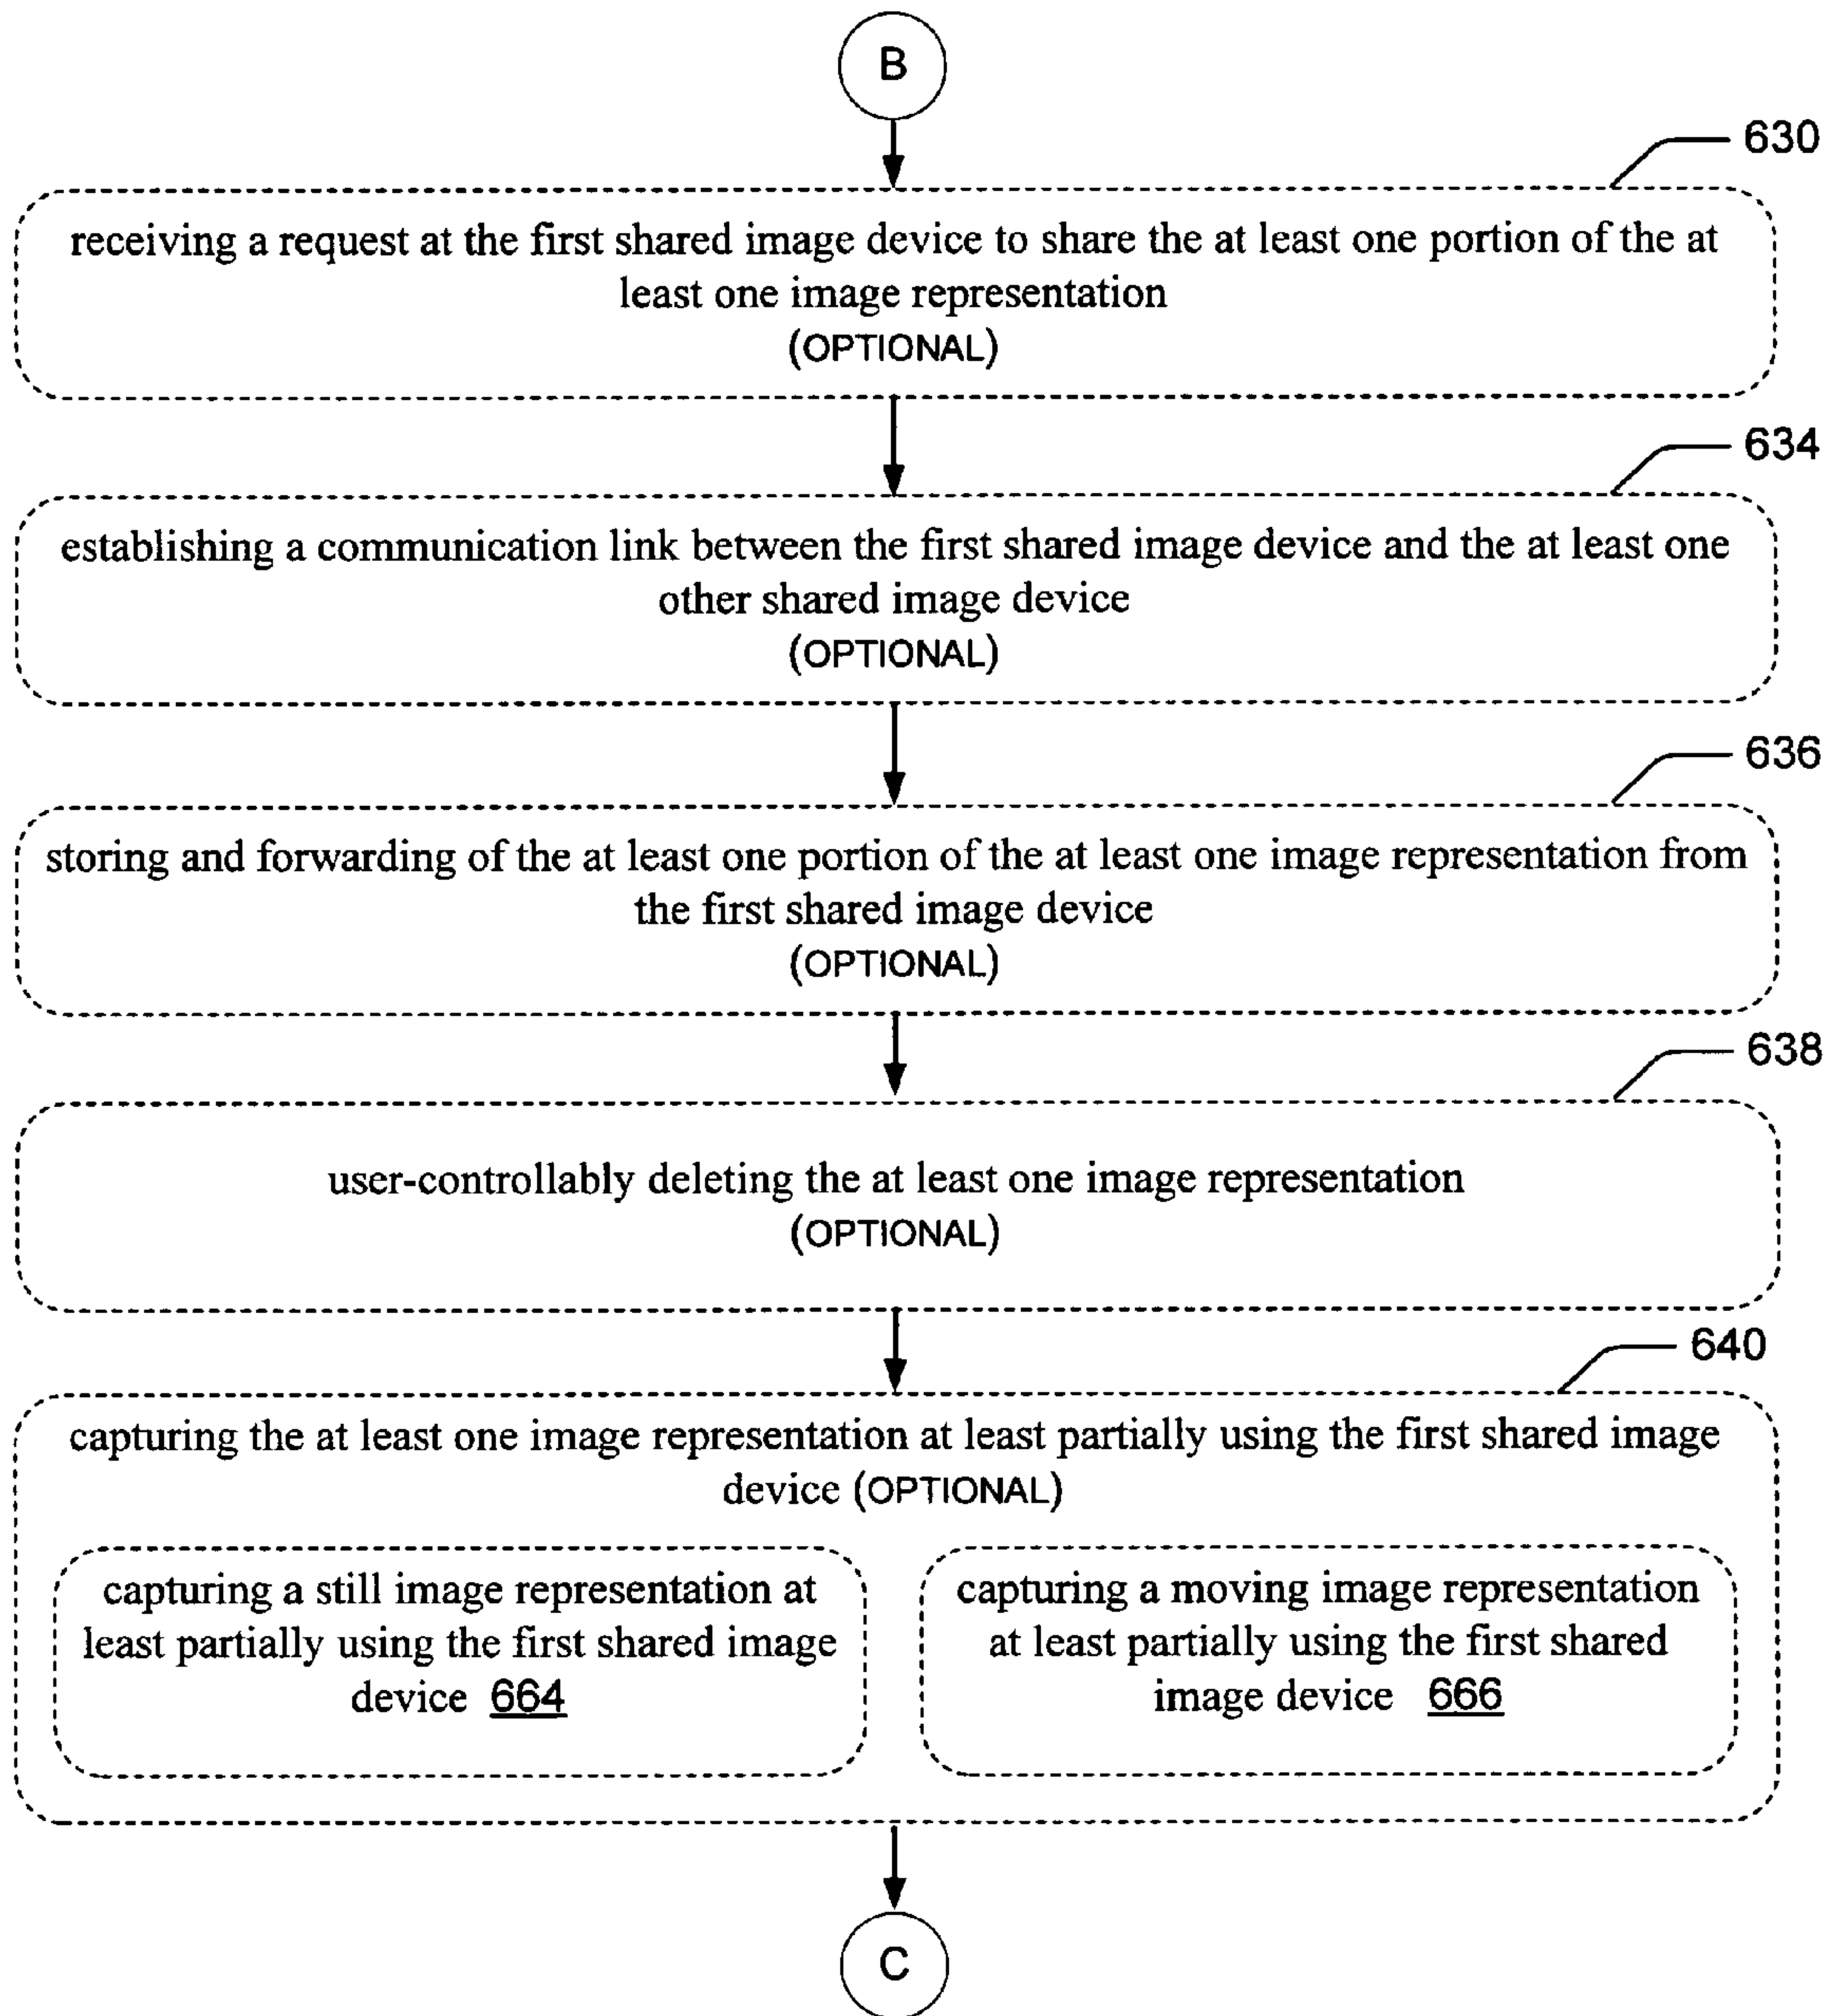 B
630
receiving a request at the first shared image device to share the at least one portion of the at
least one image representation
(OPTIONAL)
634
establishing a communication link between the first shared image device and the at least one
other shared image device
(OPTIONAL)
636
storing and forwarding of the at least one portion of the at least one image representation from
the first shared image device
(OPTIONAL)
638
user-controllably deleting the at least one image representation
(OPTIONAL)
640
capturing the at least one image representation at least partially using the first shared image
device (OPTIONAL)
capturing a still image representation at
least partially using the first shared image
device 664
capturing a moving image representation
at least partially using the first shared
image device 666
C